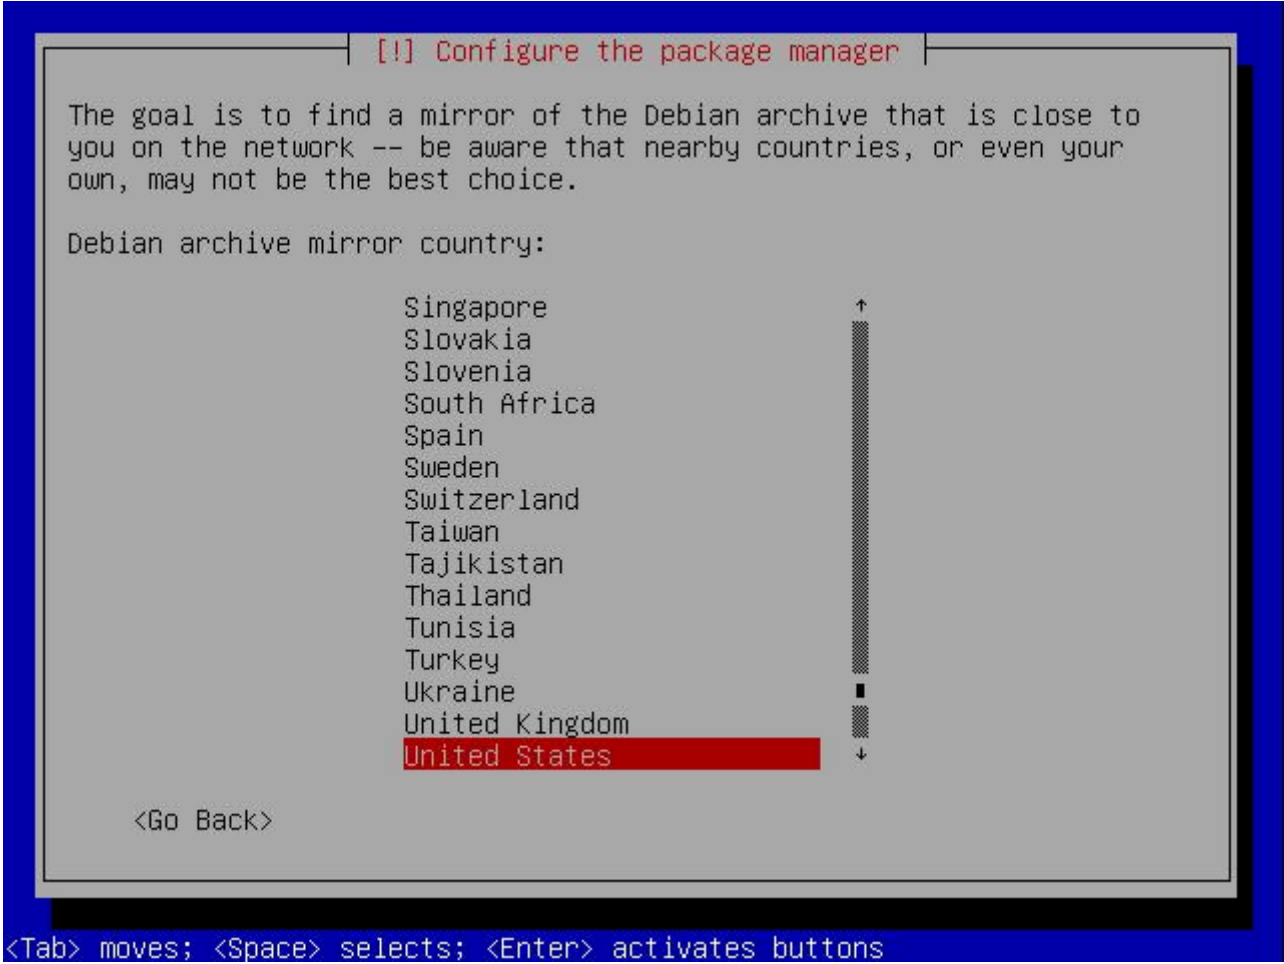 [!] Configure the package manager
The goal is to find a mirror of the Debian archive that is close to
you on the network -- be aware that nearby countries, or even your
own, may not be the best choice.
Debian archive mirror country:
Singapore
Slovakia
Slovenia
South Africa
Spain
Sweden
Switzerland
Taiwan
Tajikistan
Thailand
Tunisia
Turkey
Ukraine
United Kingdom
United States
<Go Back>
<Tab> moves; <Space> selects; <Enter> activates buttons